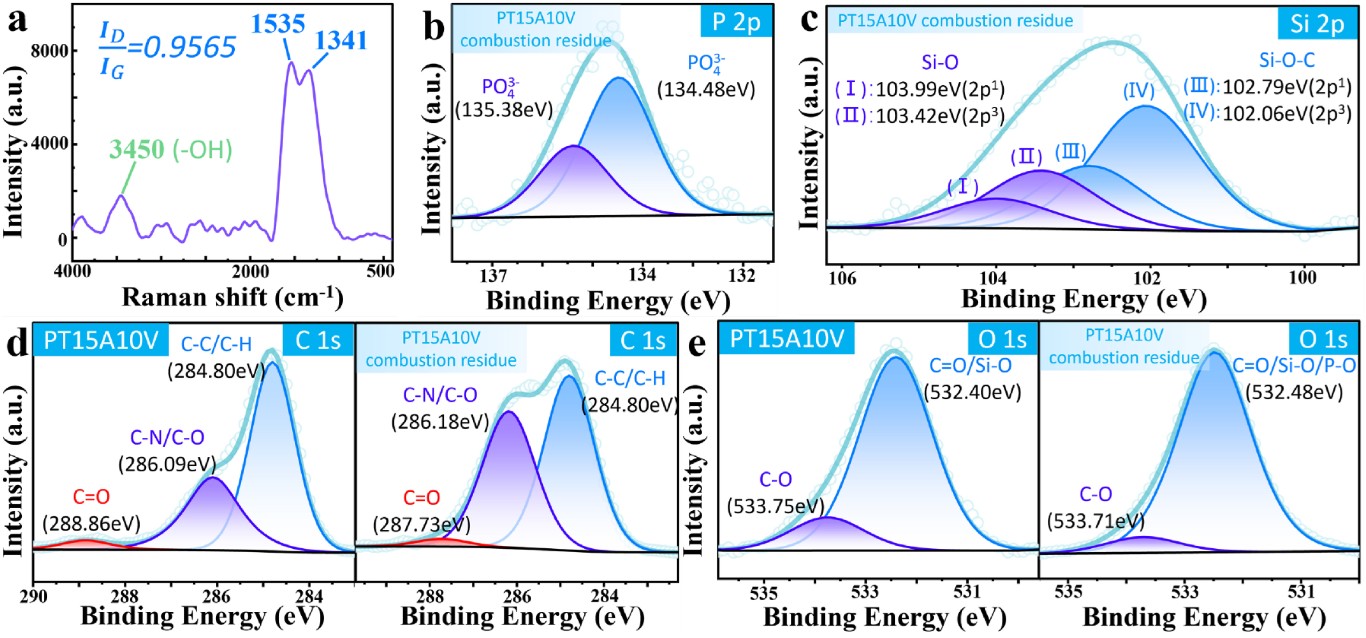 a
I_D/I_G=0.9565
1535
1341
3450 (-OH)
8000
4000
0
Intensity (a.u.)
4000
2000
500
Raman shift (cm⁻¹)
b
PT15A10V
combustion residue
P 2p
PO₄³⁻
(135.38eV)
PO₄³⁻
(134.48eV)
Intensity (a.u.)
137
134
132
Binding Energy (eV)
c
PT15A10V combustion residue
Si 2p
Si-O
(Ⅰ):103.99eV(2p¹)
(Ⅱ):103.42eV(2p³)
Si-O-C
(Ⅲ):102.79eV(2p¹)
(Ⅳ):102.06eV(2p³)
(Ⅰ)
(Ⅱ)
(Ⅲ)
(Ⅳ)
Intensity (a.u.)
106
104
102
100
Binding Energy (eV)
d
PT15A10V
C 1s
C-C/C-H
(284.80eV)
C-N/C-O
(286.09eV)
C=O
(288.86eV)
Intensity (a.u.)
290
288
286
284
Binding Energy (eV)
PT15A10V
combustion residue
C 1s
C-N/C-O
(286.18eV)
C-C/C-H
(284.80eV)
C=O
(287.73eV)
288
286
284
Binding Energy (eV)
e
PT15A10V
O 1s
C=O/Si-O
(532.40eV)
C-O
(533.75eV)
Intensity (a.u.)
535
533
531
Binding Energy (eV)
PT15A10V
combustion residue
O 1s
C=O/Si-O/P-O
(532.48eV)
C-O
(533.71eV)
535
533
531
Binding Energy (eV)